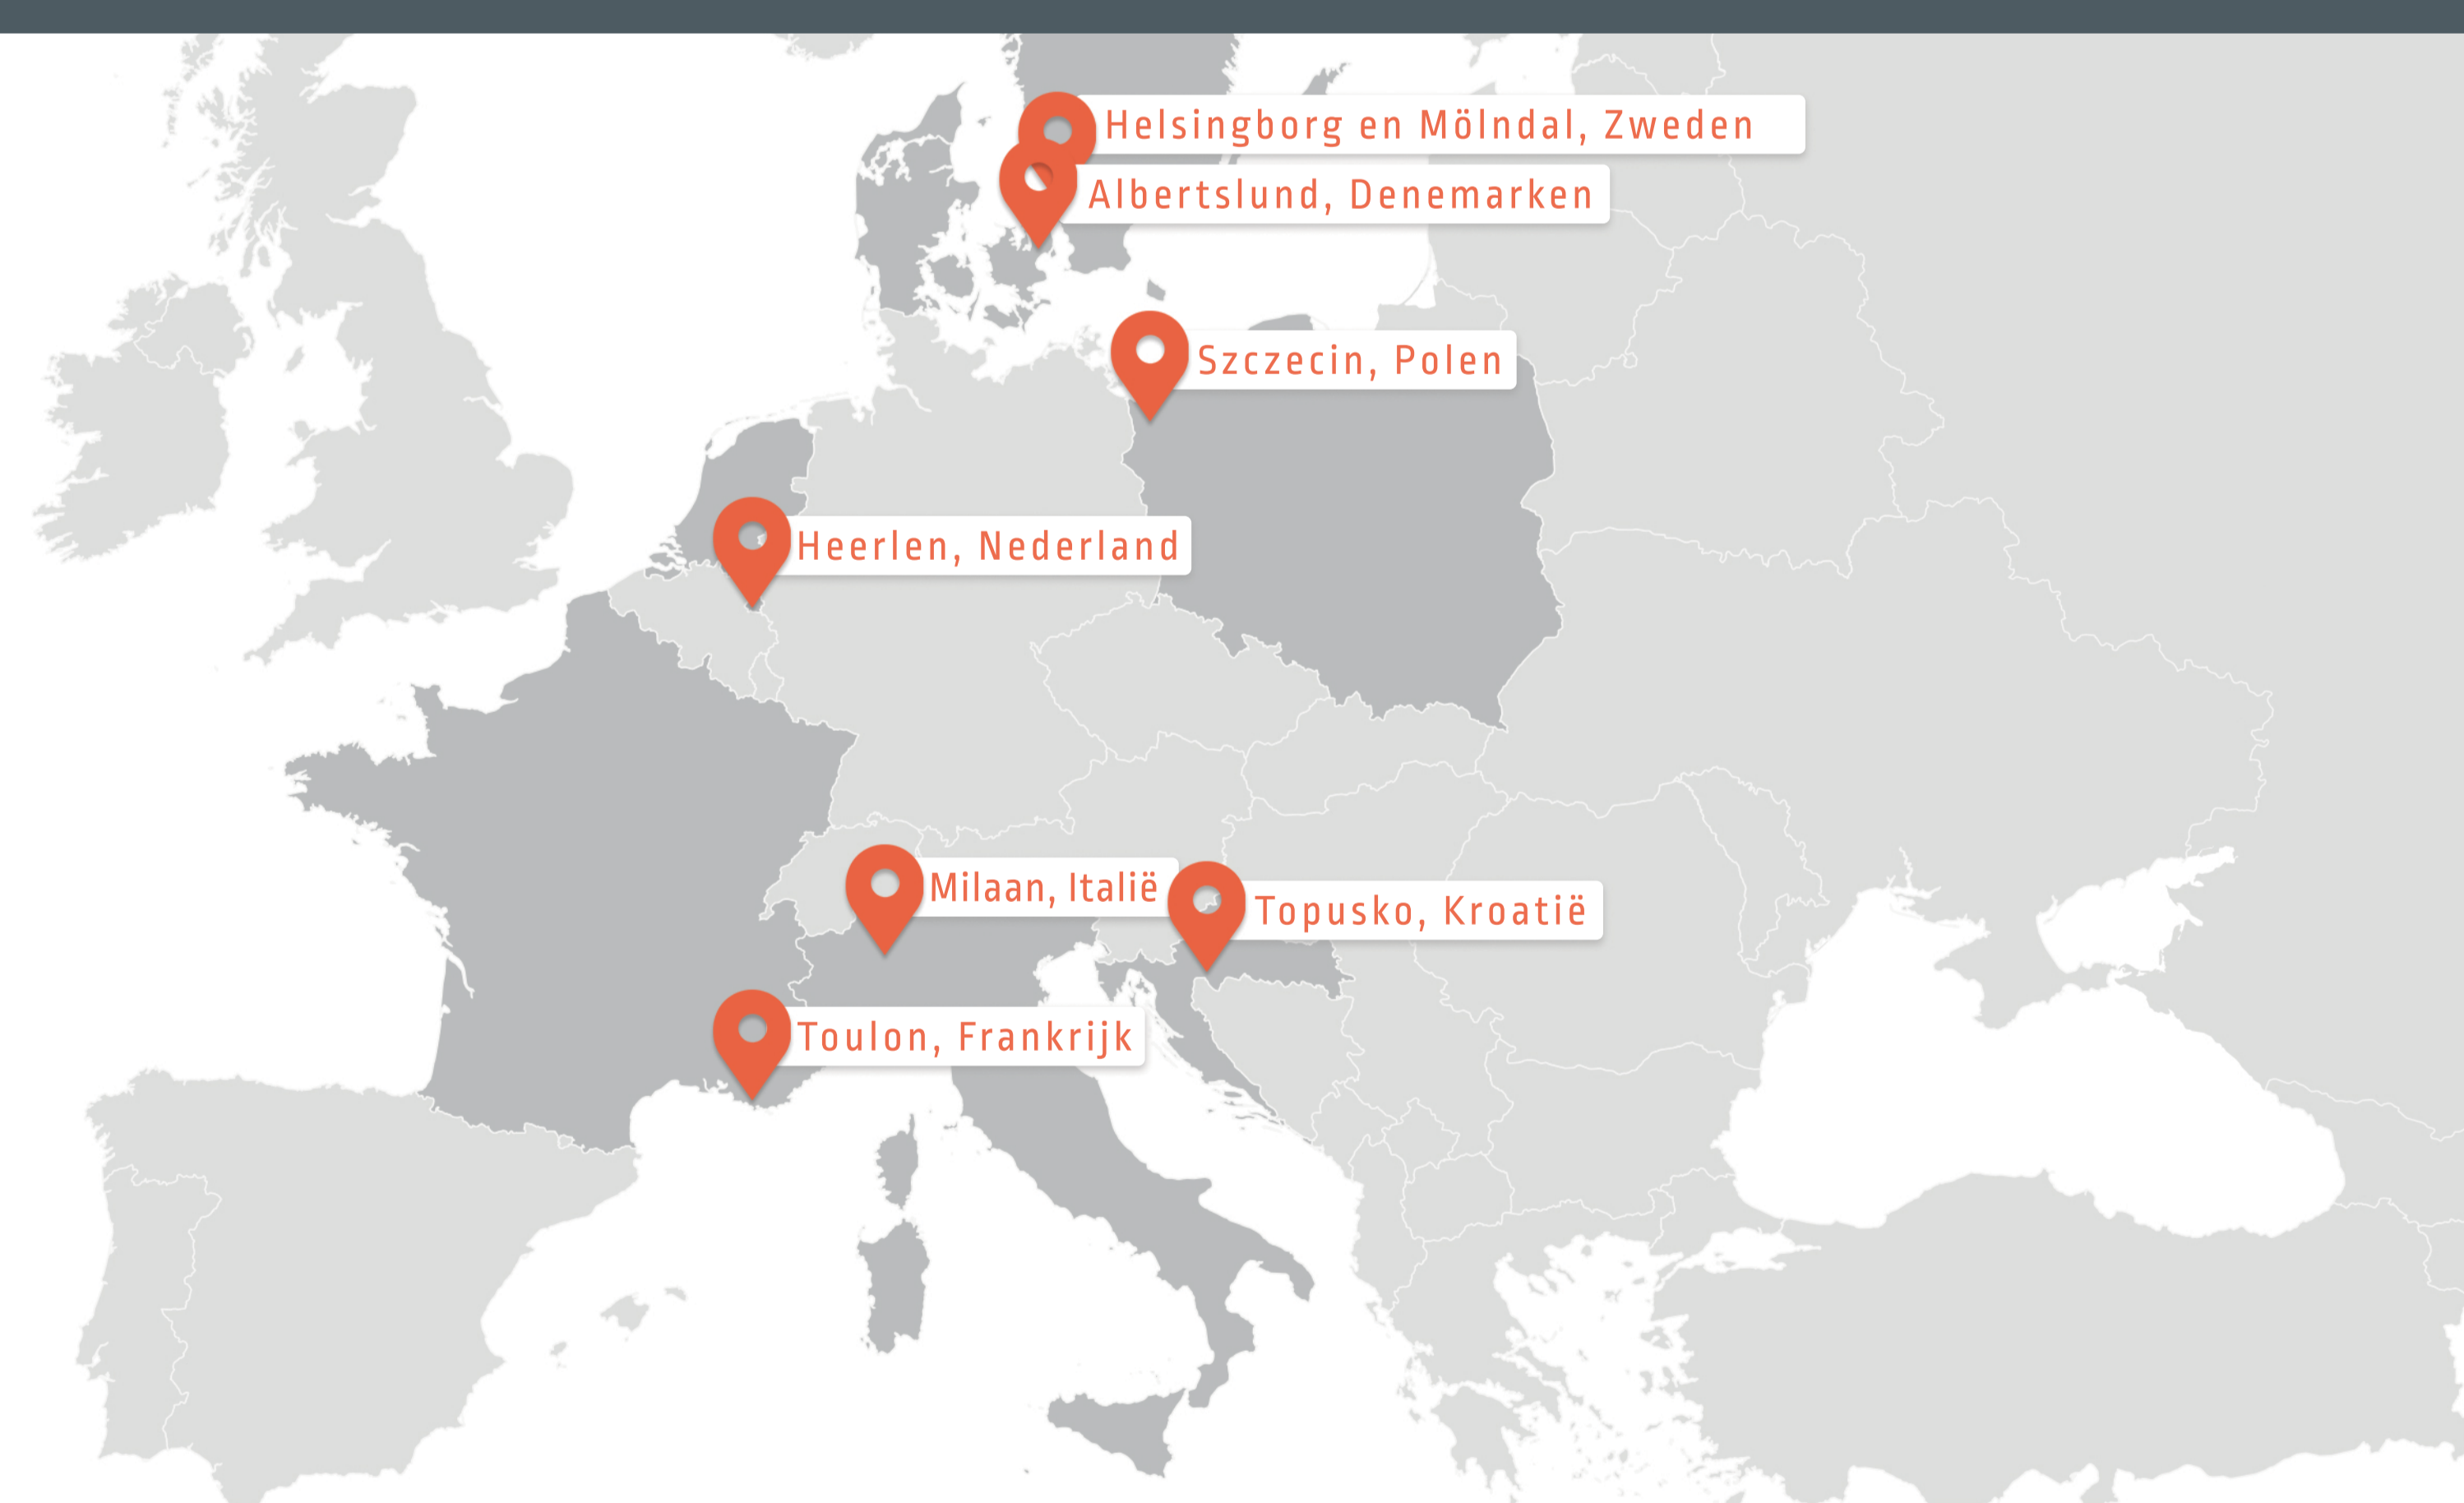 Helsingborg en Mölndal, Zweden
Albertslund, Denemarken
Szczecin, Polen
Heerlen, Nederland
Milaan, Italië
Topusko, Kroatië
Toulon, Frankrijk